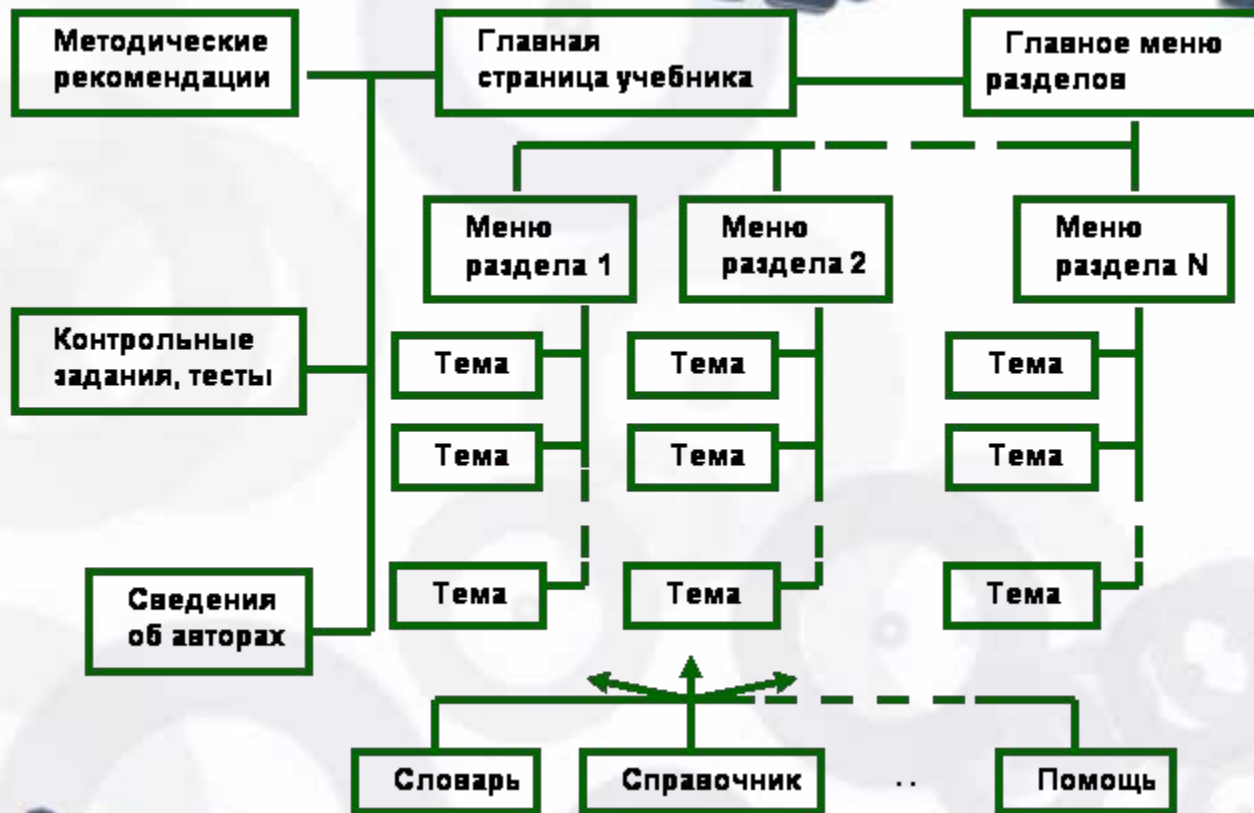 Методические
рекомендации
Главная
страница учебника
Главное меню
разделов
Меню
раздела 1
Меню
раздела 2
Меню
раздела N
Контрольные
задания, тесты
Тема
Тема
Тема
Тема
Тема
Тема
Тема
Тема
Тема
Сведения
об авторах
Словарь
Справочник
..
Помощь